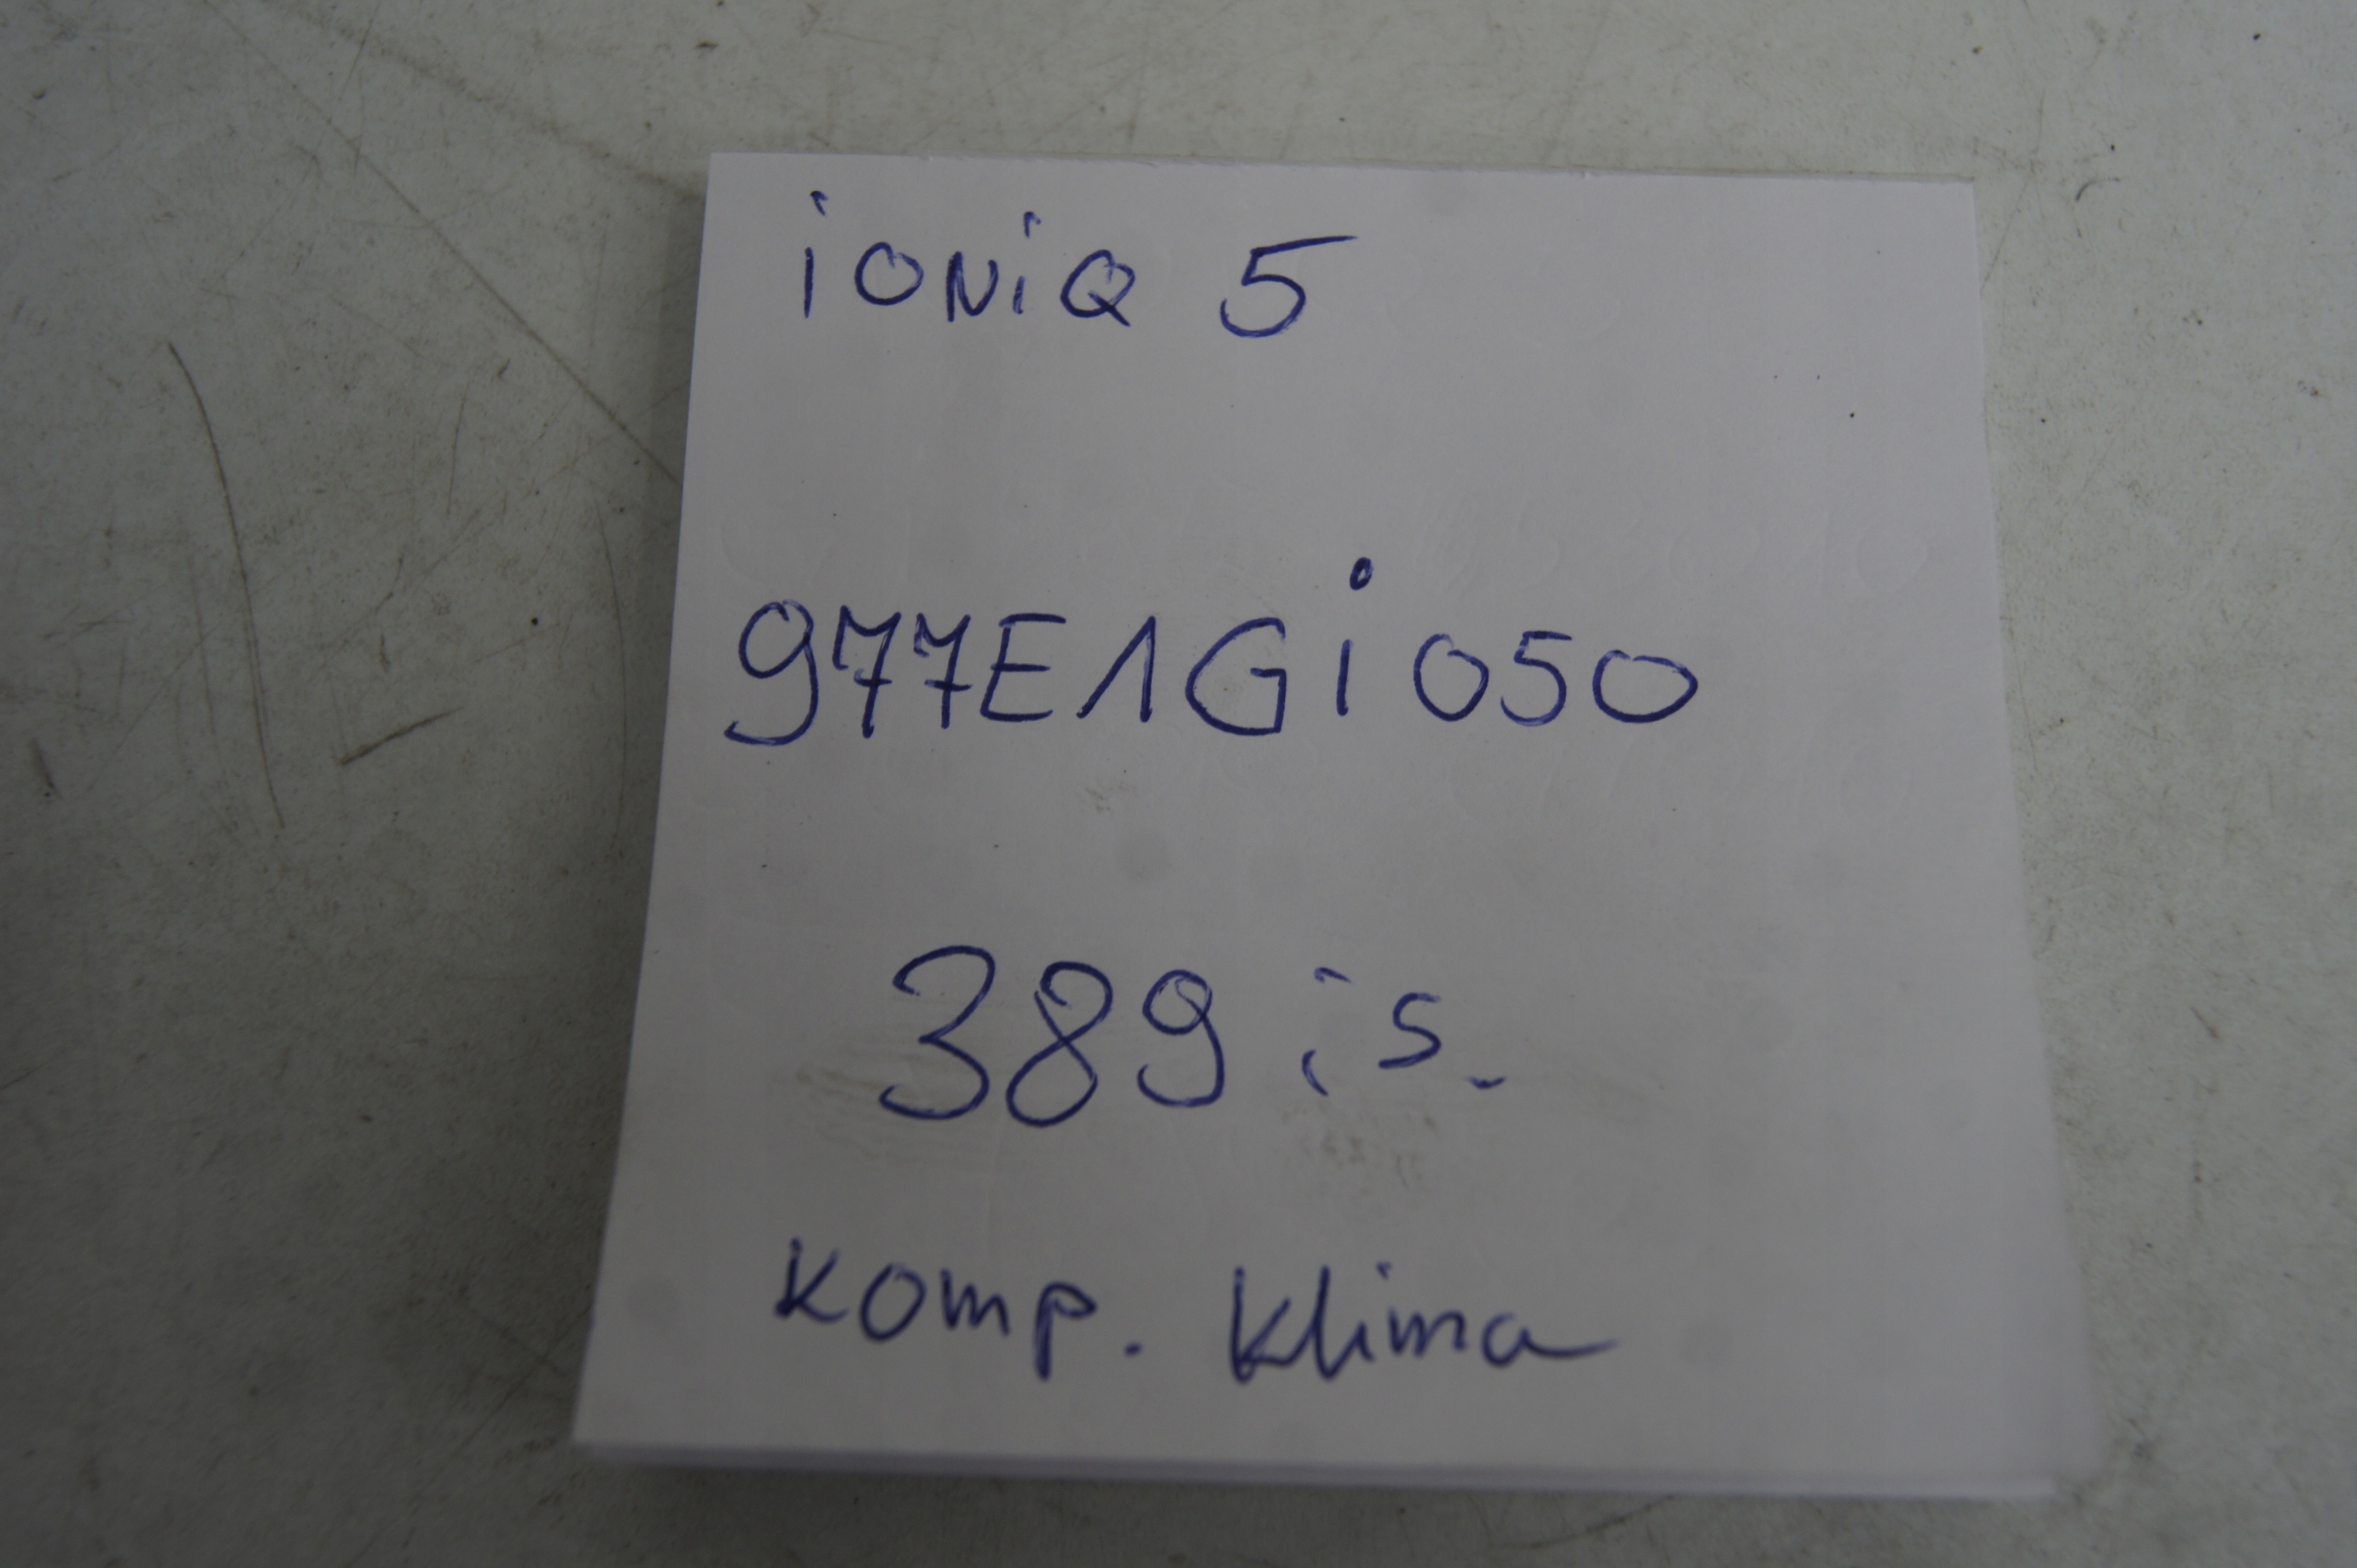 ioNiQ 5
977E1Gi050
389 is.
Komp. Klima